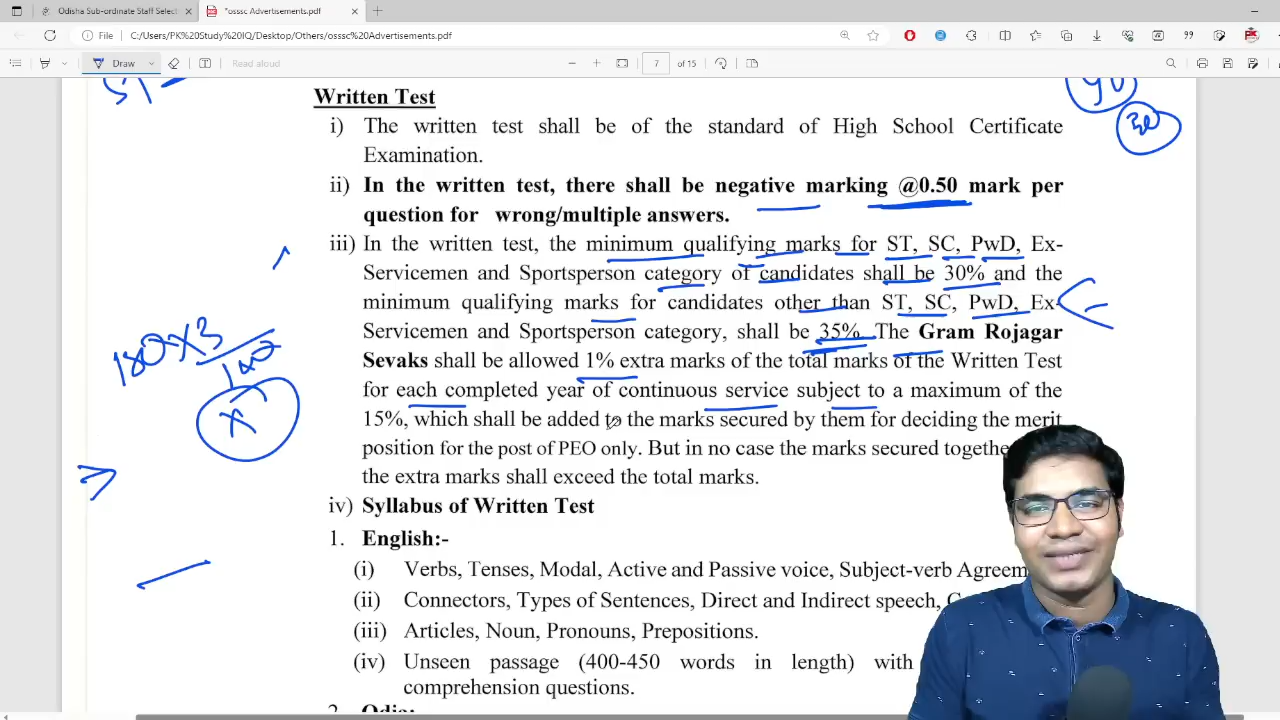 Odisha Sub-ordinate Staff Select
*osssc Advertisements.pdf
File
C:/Users/PK%20Study%20IQ/Desktop/Others/osssc%20Advertisements.pdf
Draw
Read aloud
7
of 15
Written Test
i) The written test shall be of the standard of High School Certificate
Examination.
ii) In the written test, there shall be negative marking @0.50 mark per
question for wrong/multiple answers.
iii) In the written test, the minimum qualifying marks for ST, SC, PwD, Ex-
Servicemen and Sportsperson category of candidates shall be 30% and the
minimum qualifying marks for candidates other than ST, SC, PwD, Ex-
Servicemen and Sportsperson category, shall be 35%. The Gram Rojagar
Sevaks shall be allowed 1% extra marks of the total marks of the Written Test
for each completed year of continuous service subject to a maximum of the
15%, which shall be added to the marks secured by them for deciding the merit
position for the post of PEO only. But in no case the marks secured together
the extra marks shall exceed the total marks.
iv) Syllabus of Written Test
1. English:-
(i) Verbs, Tenses, Modal, Active and Passive voice, Subject-verb Agreem
(ii) Connectors, Types of Sentences, Direct and Indirect speech,
(iii) Articles, Noun, Pronouns, Prepositions.
(iv) Unseen passage (400-450 words in length) with
comprehension questions.
2. Odia:
180 x 3
100
x
30